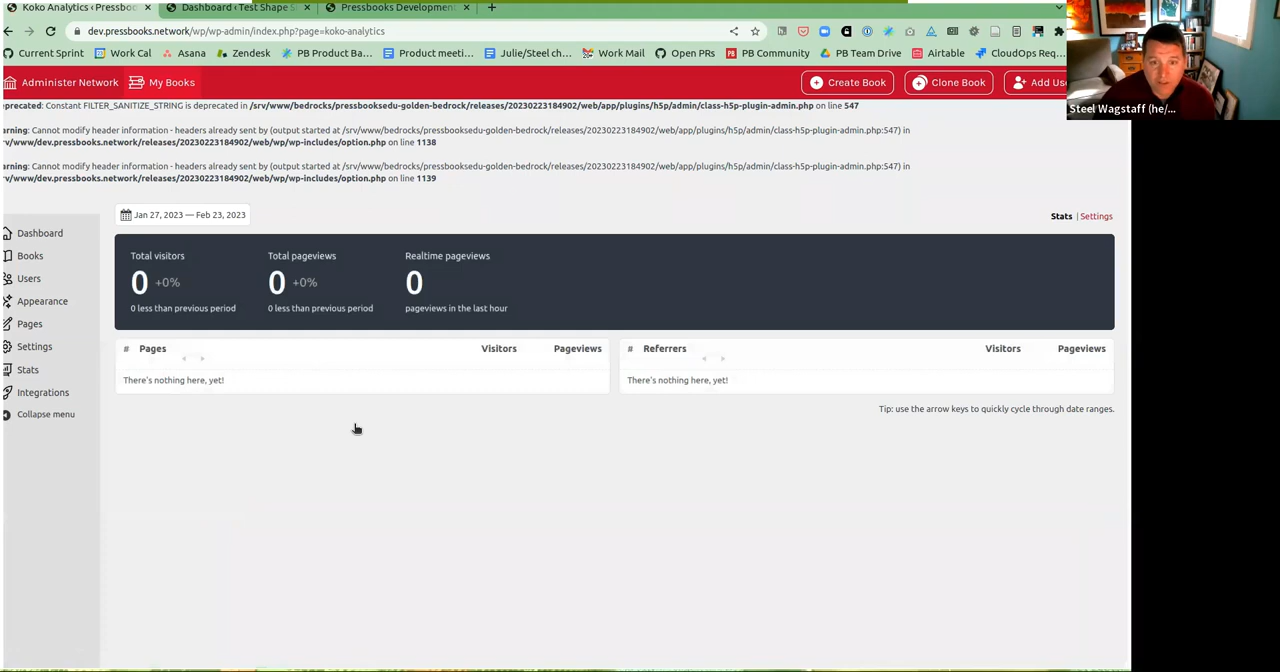 Koko Analytics ‹ Pressboo
Dashboard ‹ Test Shape S
Pressbooks Developmen
dev.pressbooks.network/wp/wp-admin/index.php?page=koko-analytics
Current Sprint
Work Cal
Asana
Zendesk
PB Product Ba...
Product meeti...
Julie/Steel ch...
Work Mail
Open PRs
PB Community
PB Team Drive
Airtable
CloudOps Req...
Administer Network
My Books
Create Book
Clone Book
Add Use
Steel Wagstaff (he/...
eprecated: Constant FILTER_SANITIZE_STRING is deprecated in /srv/www/bedrocks/pressbooksedu-golden-bedrock/releases/20230223184902/web/app/plugins/h5p/admin/class-h5p-plugin-admin.php on line 547
arning: Cannot modify header information - headers already sent by (output started at /srv/www/bedrocks/pressbooksedu-golden-bedrock/releases/20230223184902/web/app/plugins/h5p/admin/class-h5p-plugin-admin.php:547) in
rv/www/dev.pressbooks.network/releases/20230223184902/web/wp/wp-includes/option.php on line 1138
arning: Cannot modify header information - headers already sent by (output started at /srv/www/bedrocks/pressbooksedu-golden-bedrock/releases/20230223184902/web/app/plugins/h5p/admin/class-h5p-plugin-admin.php:547) in
rv/www/dev.pressbooks.network/releases/20230223184902/web/wp/wp-includes/option.php on line 1139
Dashboard
Books
Users
Appearance
Pages
Settings
Stats
Integrations
Collapse menu
Jan 27, 2023 — Feb 23, 2023
Stats | Settings
Total visitors
0 +0%
0 less than previous period
Total pageviews
0 +0%
0 less than previous period
Realtime pageviews
0
pageviews in the last hour
# Pages Visitors Pageviews
There's nothing here, yet!
# Referrers Visitors Pageviews
There's nothing here, yet!
Tip: use the arrow keys to quickly cycle through date ranges.